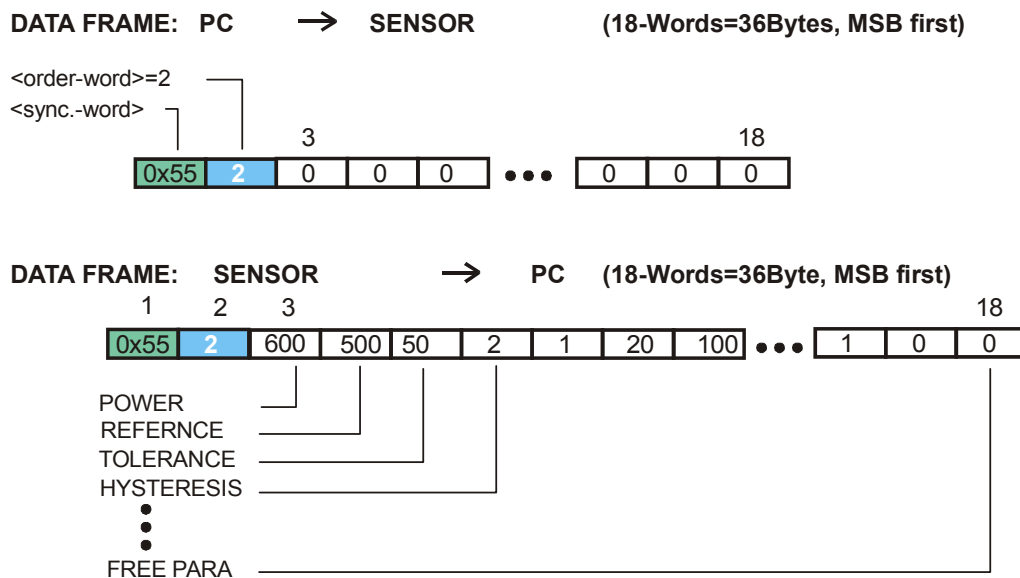 DATA FRAME: PC → SENSOR (18-Words=36Bytes, MSB first)
<order-word>=2
<sync.-word>
3 18
0x55 2 0 0 0 ••• 0 0 0
DATA FRAME: SENSOR → PC (18-Words=36Byte, MSB first)
1 2 3 18
0x55 2 600 500 50 2 1 20 100 ••• 1 0 0
POWER
REFERNCE
TOLERANCE
HYSTERESIS
FREE PARA